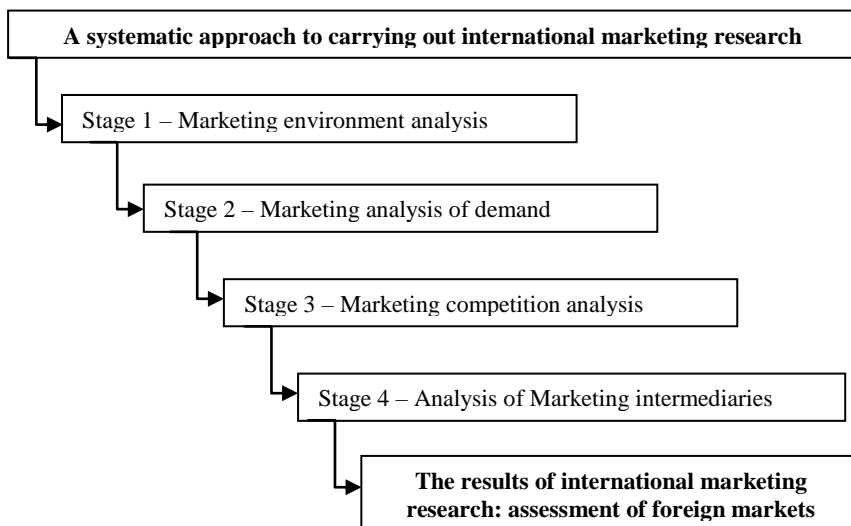 A systematic approach to carrying out international marketing research
Stage 1 – Marketing environment analysis
Stage 2 – Marketing analysis of demand
Stage 3 – Marketing competition analysis
Stage 4 – Analysis of Marketing intermediaries
The results of international marketing
research: assessment of foreign markets